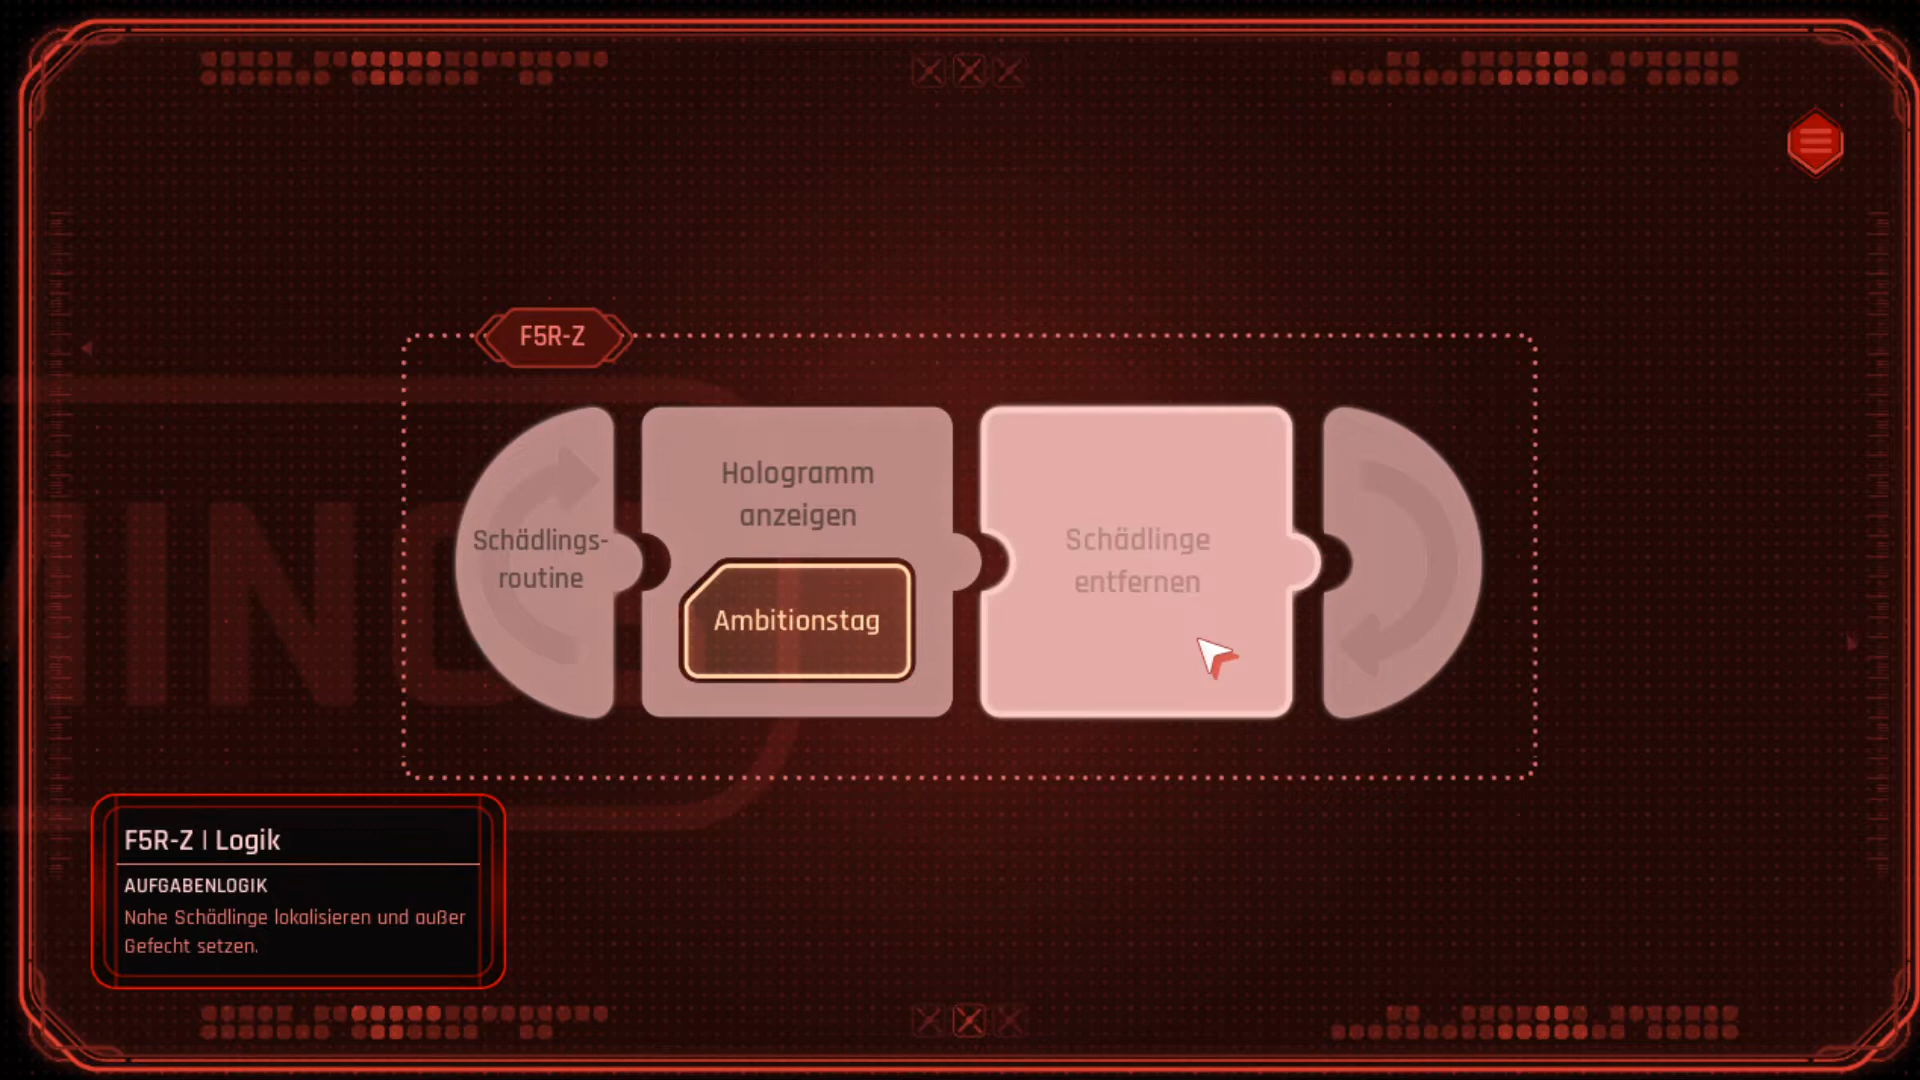 F5R-Z
Schädlings-
routine
Hologramm
anzeigen
Ambitionstag
Schädlinge
entfernen
F5R-Z | Logik
AUFGABENLOGIK
Nahe Schädlinge lokalisieren und außer
Gefecht setzen.